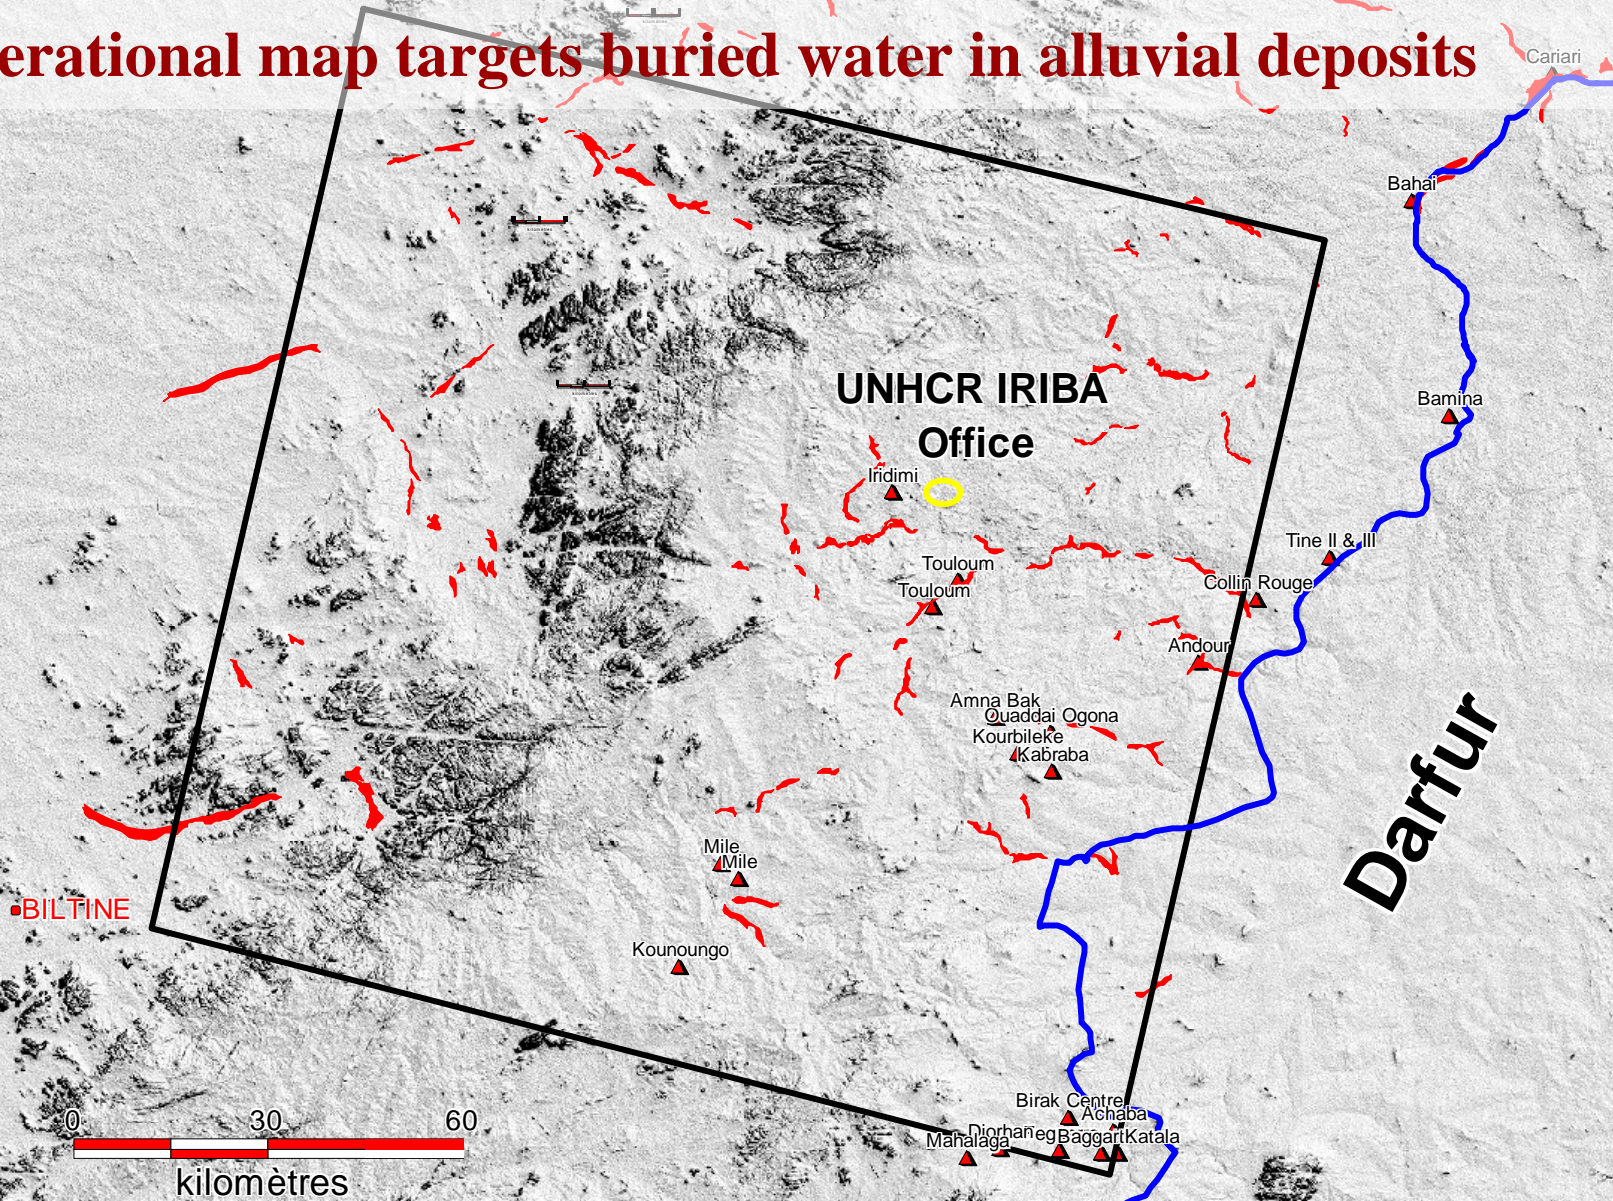 erational map targets buried water in alluvial deposits
Cariari
Bahai
UNHCR IRIBA
Office
Bamina
Iridimi
Tine II & III
Touloum
Collin Rouge
Touloum
Andour
Amna Bak
Ouaddai Ogona
Kourbileke
Kabraba
Darfur
Mile
Mile
BILTINE
Kounoungo
Birak Centre
Achaba
Mahalaga
Baggart
Katala
0 30 60
kilomètres